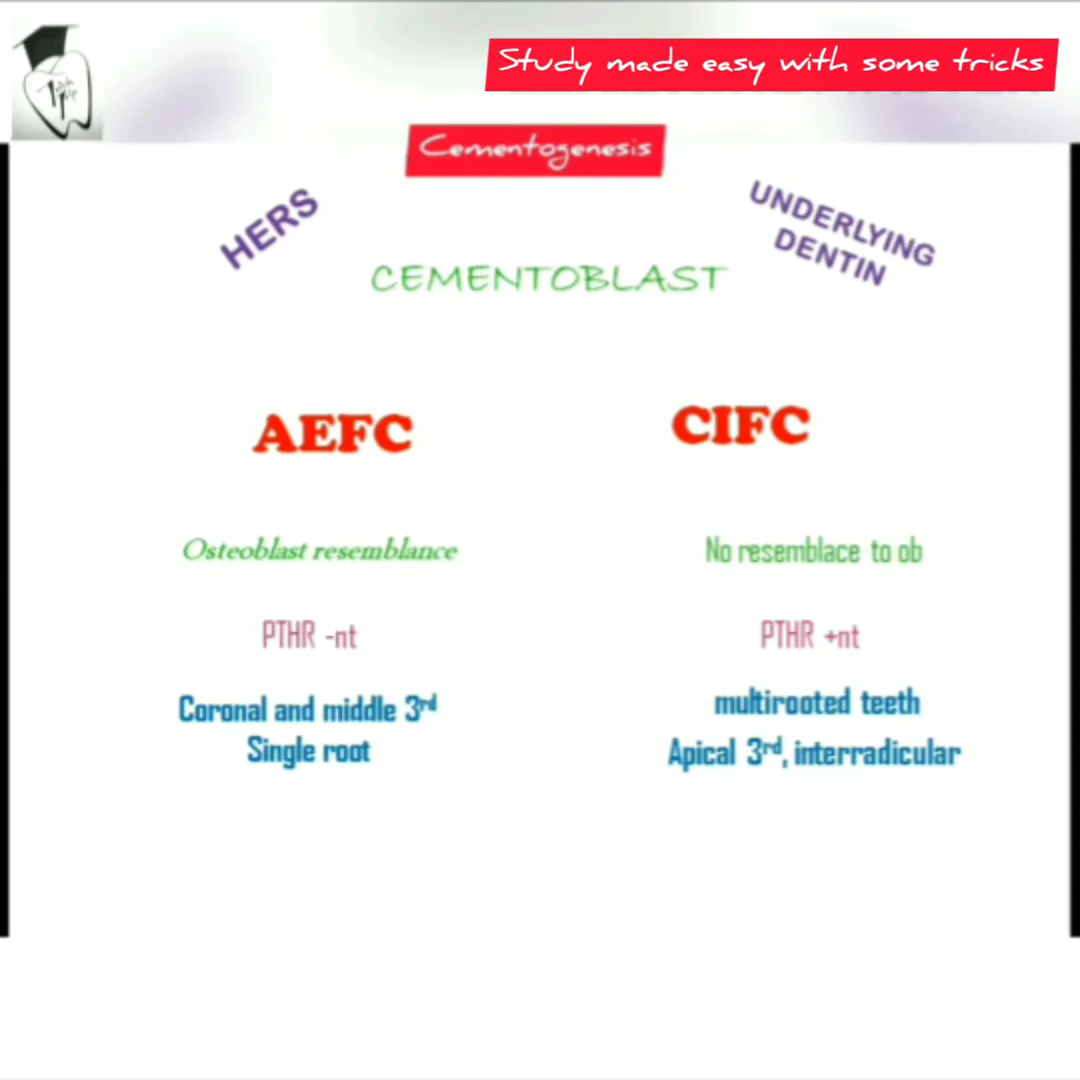 Study made easy with some tricks
Cementogenesis
HERS
UNDERLYING
DENTIN
CEMENTOBLAST
AEFC
CIFC
Osteoblast resemblance
No resemblace to ob
PTHR -nt
PTHR +nt
Coronal and middle 3rd
Single root
multirooted teeth
Apical 3rd, interradicular